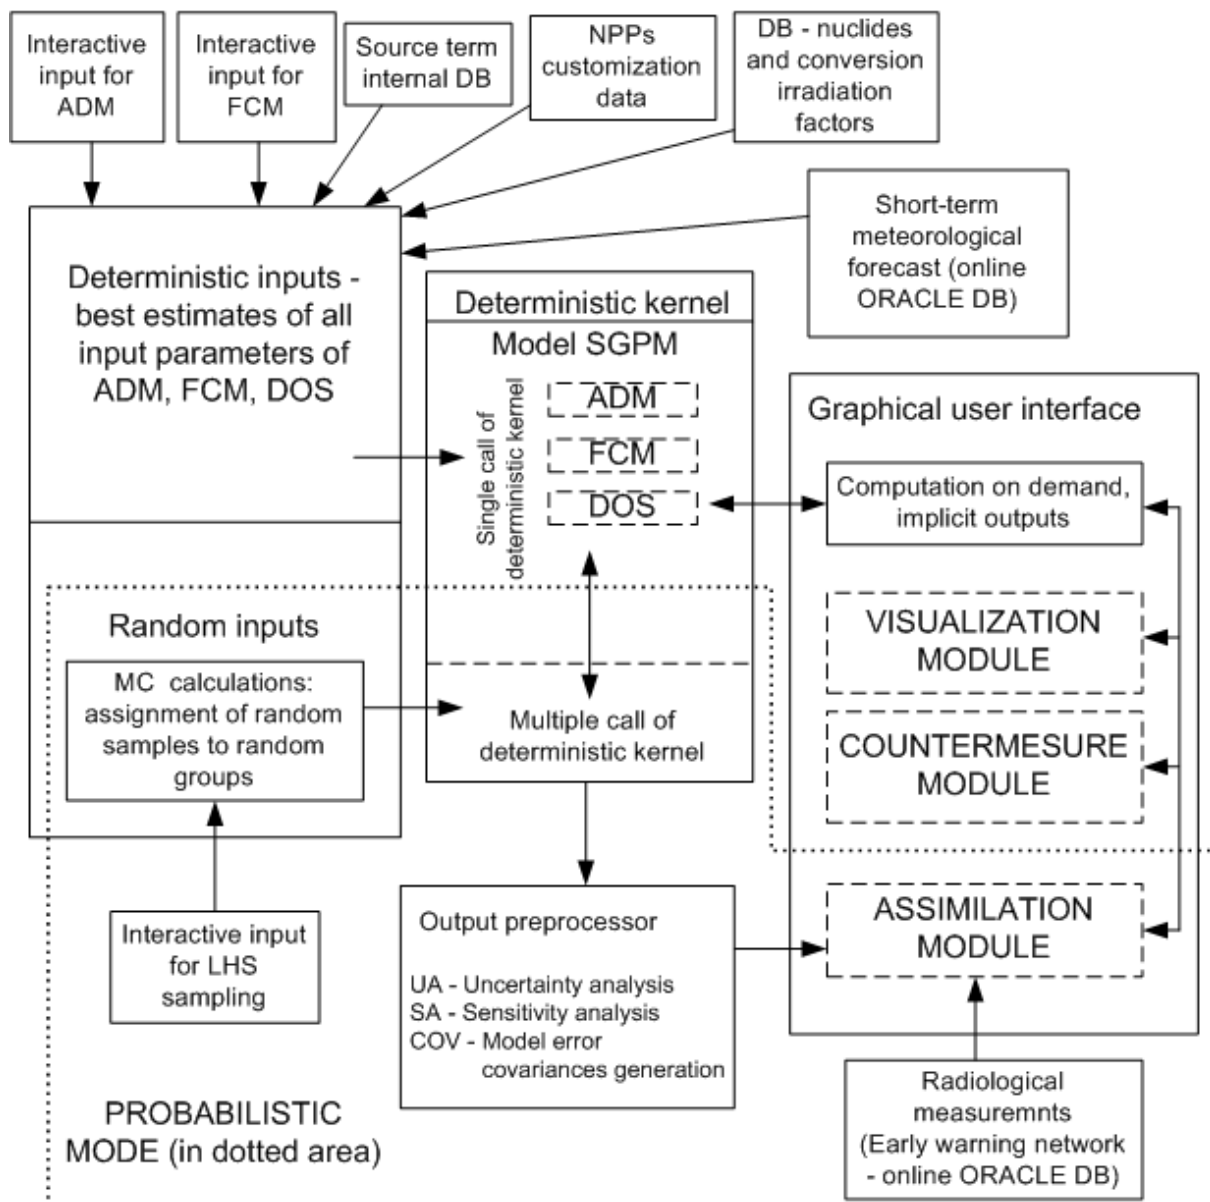 Interactive
input for
ADM
Interactive
input for
FCM
Source term
internal DB
NPPs
customization
data
DB - nuclides
and conversion
irradiation
factors
Short-term
meteorological
forecast (online
ORACLE DB)
Deterministic inputs -
best estimates of all
input parameters of
ADM, FCM, DOS
Deterministic kernel
Model SGPM
Single call of
deterministic kernel
ADM
FCM
DOS
Graphical user interface
Computation on demand,
implicit outputs
VISUALIZATION
MODULE
COUNTERMESURE
MODULE
ASSIMILATION
MODULE
Random inputs
MC calculations:
assignment of random
samples to random
groups
Multiple call of
deterministic kernel
Interactive input
for LHS
sampling
Output preprocessor
UA - Uncertainty analysis
SA - Sensitivity analysis
COV - Model error
covariances generation
Radiological
measuremnts
(Early warning network
- online ORACLE DB)
PROBABILISTIC
MODE (in dotted area)